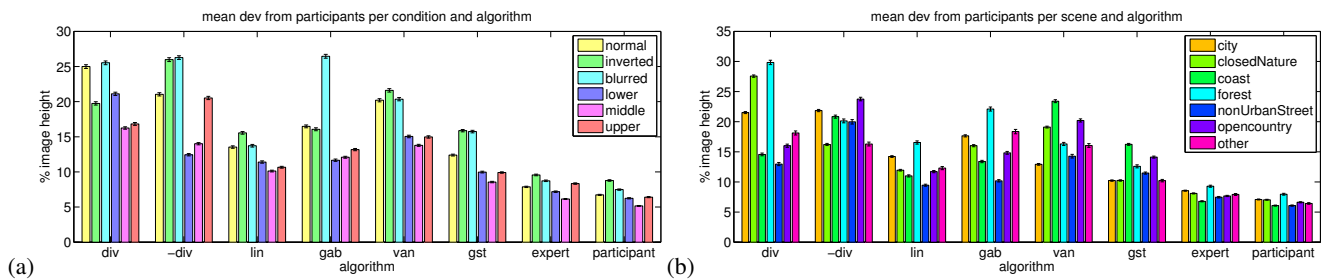 mean dev from participants per condition and algorithm
% image height
30
25
20
15
10
5
0
normal
inverted
blurred
lower
middle
upper
div
−div
lin
gab
van
gst
expert
participant
algorithm
(a)
mean dev from participants per scene and algorithm
% image height
35
30
25
20
15
10
5
0
city
closedNature
coast
forest
nonUrbanStreet
opencountry
other
div
−div
lin
gab
van
gst
expert
participant
algorithm
(b)